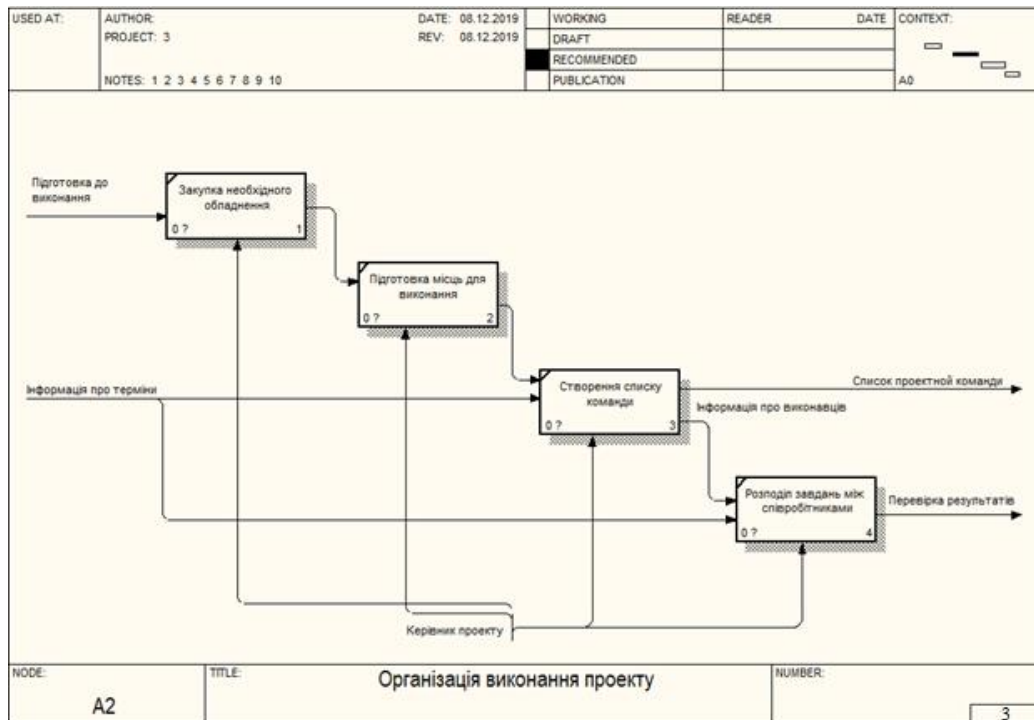 USED AT:
AUTHOR:
DATE: 08.12.2019
PROJECT: 3
REV: 08.12.2019
NOTES: 1 2 3 4 5 6 7 8 9 10
WORKING
DRAFT
RECOMMENDED
PUBLICATION
READER
DATE
CONTEXT:
A0
Підготовка до
виконання
Закупка необхідного
обладнення
0 ?
1
Підготовка місць для
виконання
0 ?
2
Інформація про терміни
Створення списку
команди
0 ?
3
Список проектної команди
Інформація про виконавців
Розподіл завдань між
співробітниками
0 ?
4
Перевірка результатів
Керівник проекту
NODE:
A2
TITLE:
Організація виконання проекту
NUMBER:
3